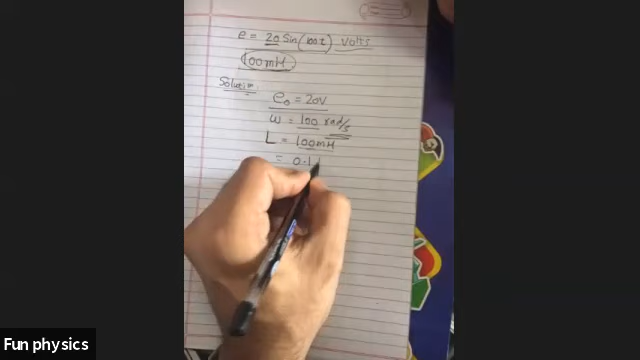 e = 20 Sin(100t) Volts
100mH
Solution:
e₀ = 20V
ω = 100 rad/s
L = 100mH
= 0.1
Fun physics